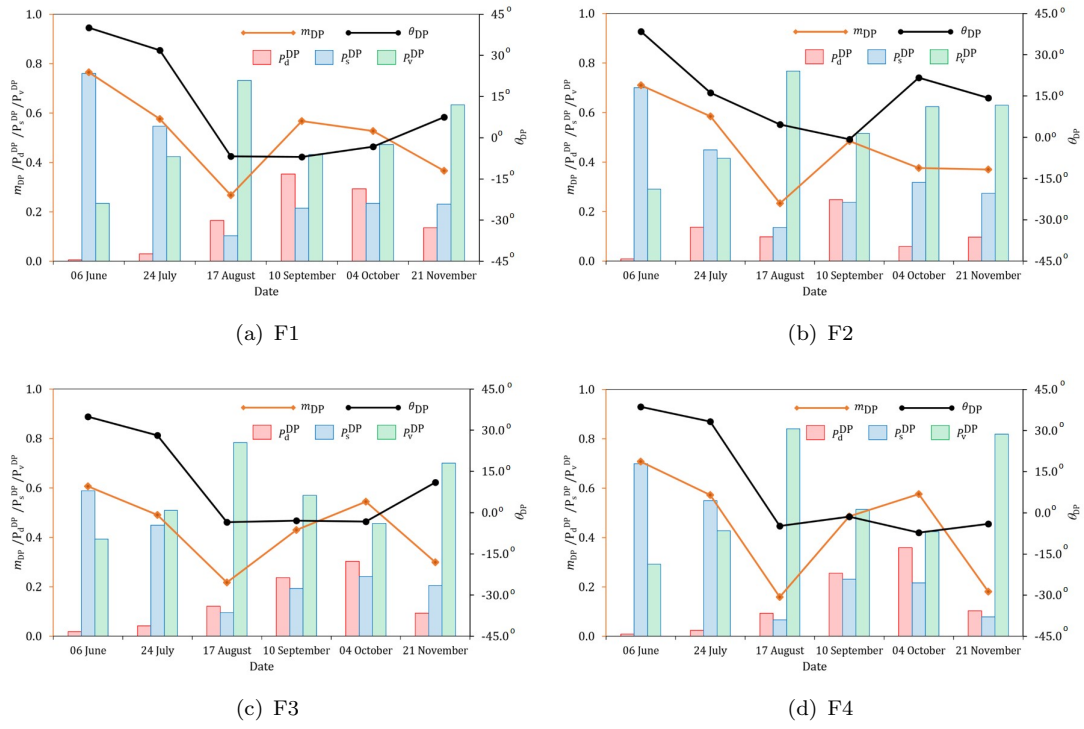 1.0 45 °
m_DP θ_DP
0.8 P_d^DP P_s^DP P_v^DP 30 °
0.6 15 °
0 °
0.4 -15 °
0.2 -30 °
0.0 -45 °
m_DP /P_d^DP /P_s^DP /P_v^DP
θ_DP
06 June 24 July 17 August 10 September 04 October 21 November
Date
(a) F1
1.0 45.0 °
m_DP θ_DP
0.8 P_d^DP P_s^DP P_v^DP 30.0 °
0.6 15.0 °
0.0 °
0.4 -15.0 °
0.2 -30.0 °
0.0 -45.0 °
m_DP /P_d^DP /P_s^DP /P_v^DP
θ_DP
06 June 24 July 17 August 10 September 04 October 21 November
Date
(b) F2
1.0 45.0 °
m_DP θ_DP
0.8 P_d^DP P_s^DP P_v^DP 30.0 °
0.6 15.0 °
0.0 °
0.4 -15.0 °
0.2 -30.0 °
0.0 -45.0 °
m_DP /P_d^DP /P_s^DP /P_v^DP
θ_DP
06 June 24 July 17 August 10 September 04 October 21 November
Date
(c) F3
1.0 45.0 °
m_DP θ_DP
0.8 P_d^DP P_s^DP P_v^DP 30.0 °
0.6 15.0 °
0.0 °
0.4 -15.0 °
0.2 -30.0 °
0.0 -45.0 °
m_DP /P_d^DP /P_s^DP /P_v^DP
θ_DP
06 June 24 July 17 August 10 September 04 October 21 November
Date
(d) F4